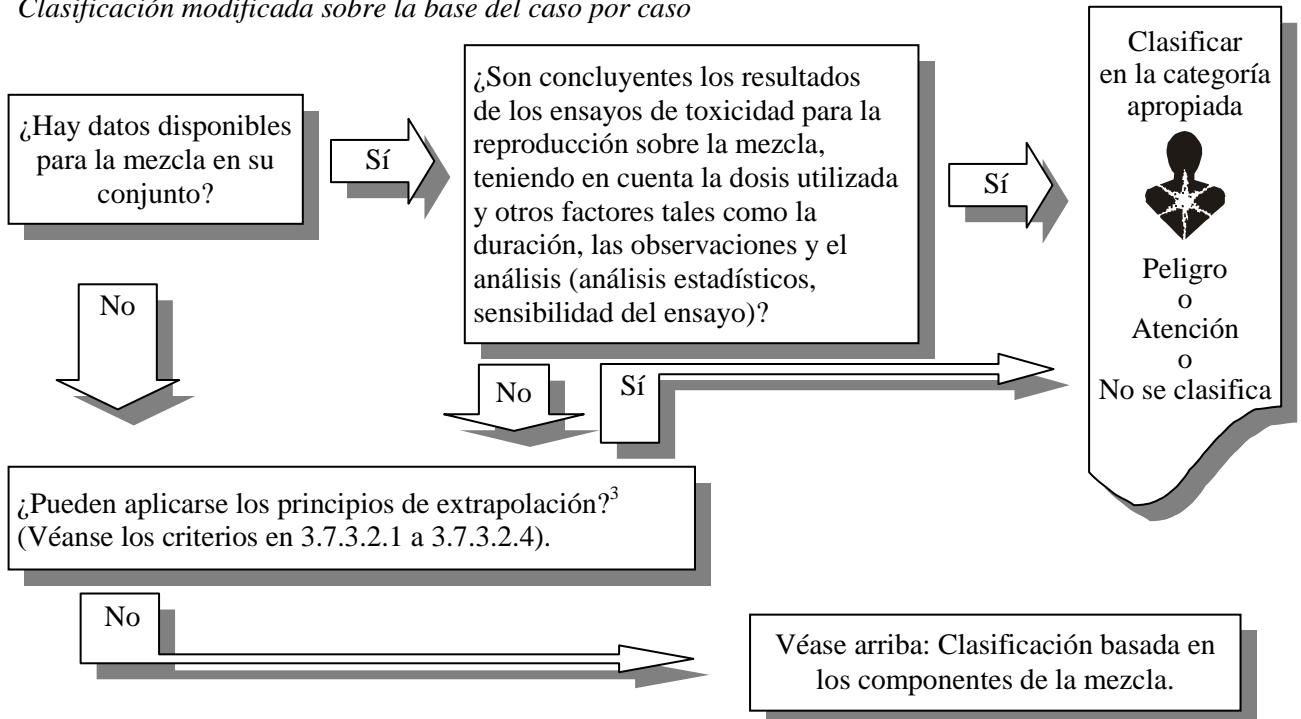 Clasificación modificada sobre la base del caso por caso
¿Hay datos disponibles
para la mezcla en su
conjunto?
Sí
¿Son concluyentes los resultados
de los ensayos de toxicidad para la
reproducción sobre la mezcla,
teniendo en cuenta la dosis utilizada
y otros factores tales como la
duración, las observaciones y el
análisis (análisis estadísticos,
sensibilidad del ensayo)?
Sí
Clasificar
en la categoría
apropiada
Peligro
o
Atención
o
No se clasifica
No
No
Sí
¿Pueden aplicarse los principios de extrapolación?³
(Véanse los criterios en 3.7.3.2.1 a 3.7.3.2.4).
No
Véase arriba: Clasificación basada en
los componentes de la mezcla.